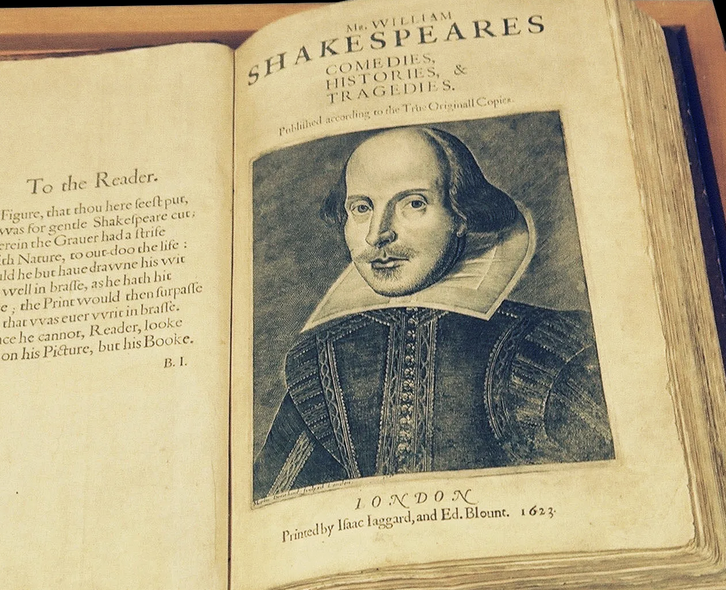 To the Reader.
Figure, that thou here seeſt put,
was for gentle Shakeſpeare cut;
erein the Grauer had a ſtrife
ith Nature, to out-doo the life :
uld he but haue drawne his wit
well in braſſe, as he hath hit
e ; the Print would then ſurpaſſe
that vvas euer vvrit in braſſe.
nce he cannot, Reader, looke
on his Picture, but his Booke.
B. I.
Mr. WILLIAM
SHAKESPEARES
COMEDIES,
HISTORIES, &
TRAGEDIES.
Publiſhed according to the True Originall Copies.
LONDON
Printed by Iſaac Iaggard, and Ed. Blount. 1623.